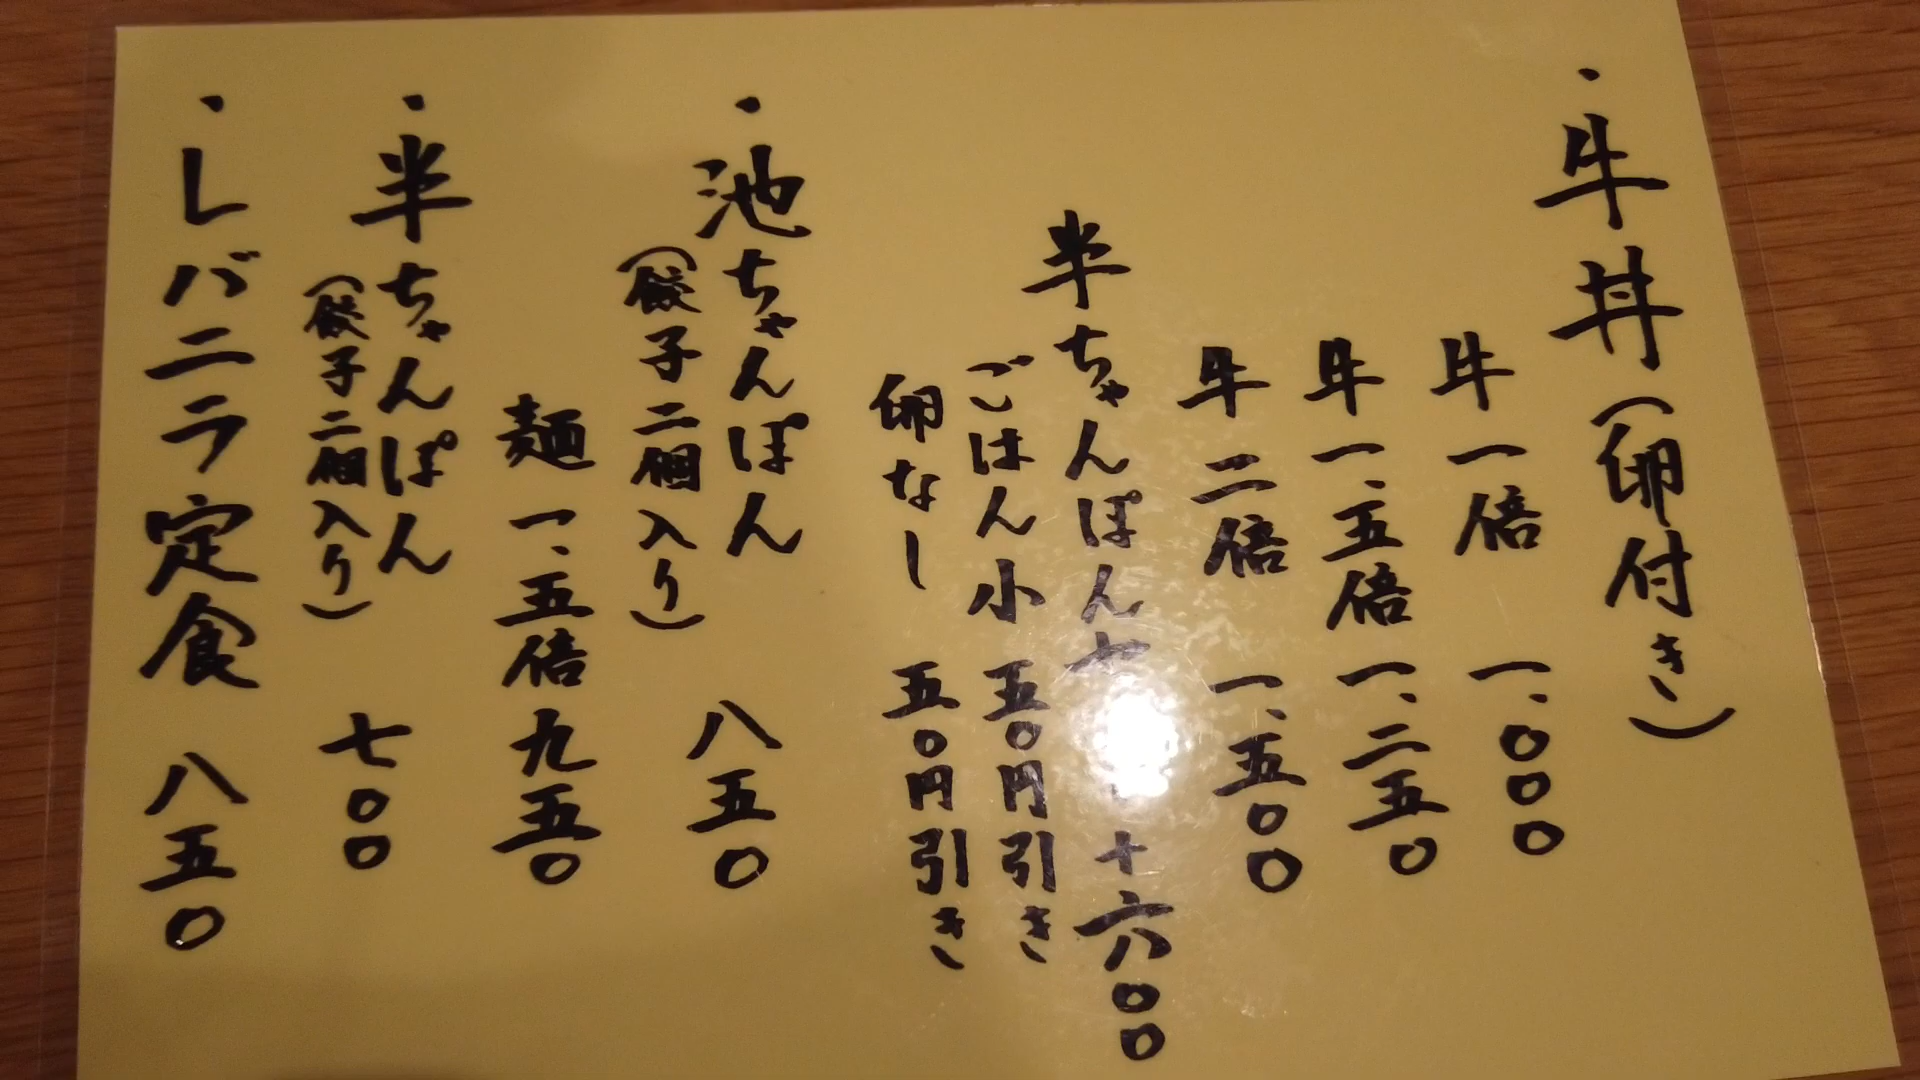 ・牛丼(卵付き)
牛一倍 一、〇〇〇
牛一、五倍 一、二五〇
牛二倍 一、五〇〇
半ちゃんぽん +六〇〇
ごはん小 五〇円引き
卵なし 五〇円引き
・池ちゃんぽん 八五〇
(餃子二個入り)
麺一、五倍 九五〇
・半ちゃんぽん 七〇〇
(餃子二個入り)
・レバニラ定食 八五〇